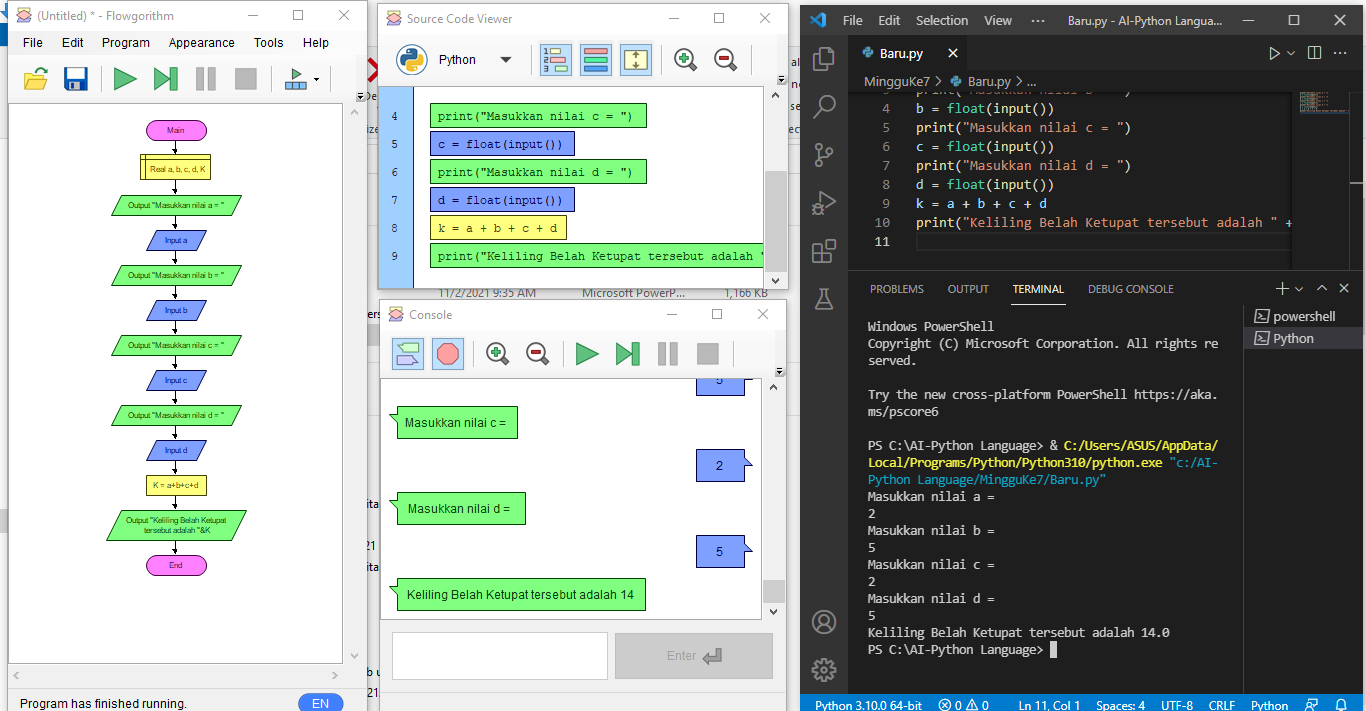 (Untitled) * - Flowgorithm
File Edit Program Appearance Tools Help
Main
Real a, b, c, d, K
Output "Masukkan nilai a = "
Input a
Output "Masukkan nilai b = "
Input b
Output "Masukkan nilai c = "
Input c
Output "Masukkan nilai d = "
Input d
K = a+b+c+d
Output "Keliling Belah Ketupat
tersebut adalah "&K
End
Program has finished running.
EN
Source Code Viewer
Python
4 print("Masukkan nilai c = ")
5 c = float(input())
6 print("Masukkan nilai d = ")
7 d = float(input())
8 k = a + b + c + d
9 print("Keliling Belah Ketupat tersebut adalah "
11/2/2021 9:35 AM Microsoft PowerP... 1,166 KB
Console
5
Masukkan nilai c =
2
Masukkan nilai d =
5
Keliling Belah Ketupat tersebut adalah 14
Enter
File Edit Selection View ··· Baru.py - AI-Python Langua...
Baru.py
MingguKe7 > Baru.py > ...
4 b = float(input())
5 print("Masukkan nilai c = ")
6 c = float(input())
7 print("Masukkan nilai d = ")
8 d = float(input())
9 k = a + b + c + d
10 print("Keliling Belah Ketupat tersebut adalah " +
11
PROBLEMS OUTPUT TERMINAL DEBUG CONSOLE
powershell
Python
Windows PowerShell
Copyright (C) Microsoft Corporation. All rights re
served.
Try the new cross-platform PowerShell https://aka.
ms/pscore6
PS C:\AI-Python Language> & C:/Users/ASUS/AppData/
Local/Programs/Python/Python310/python.exe "c:/AI-
Python Language/MingguKe7/Baru.py"
Masukkan nilai a =
2
Masukkan nilai b =
5
Masukkan nilai c =
2
Masukkan nilai d =
5
Keliling Belah Ketupat tersebut adalah 14.0
PS C:\AI-Python Language>
Python 3.10.0 64-bit 0 0 Ln 11, Col 1 Spaces: 4 UTF-8 CRLF Python